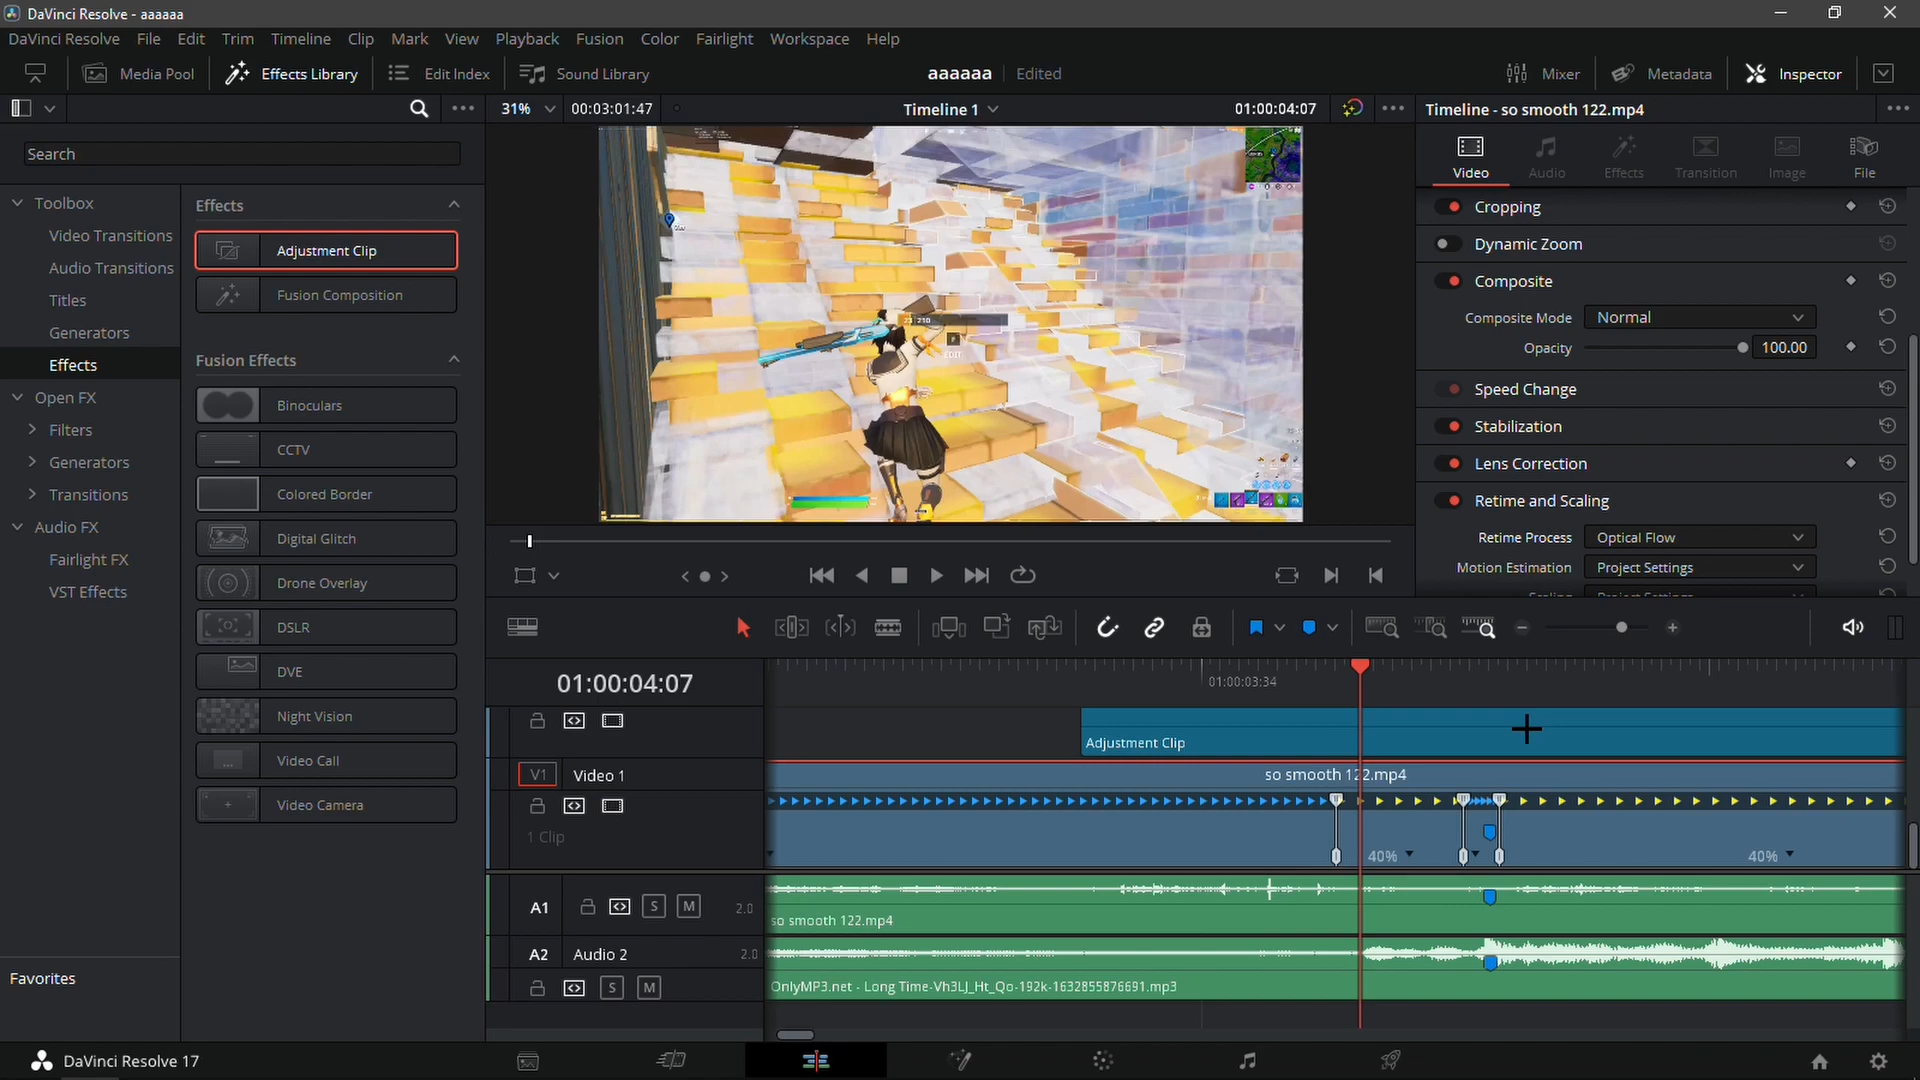 DaVinci Resolve - aaaaaa
DaVinci Resolve File Edit Trim Timeline Clip Mark View Playback Fusion Color Fairlight Workspace Help
Media Pool Effects Library Edit Index Sound Library aaaaaa Edited Mixer Metadata Inspector
31% 00:03:01:47 Timeline 1 01:00:04:07 Timeline - so smooth 122.mp4
Search
Video Audio Effects Transition Image File
Toolbox
Video Transitions
Audio Transitions
Titles
Generators
Effects
Open FX
Filters
Generators
Transitions
Audio FX
Fairlight FX
VST Effects
Favorites
Effects
Adjustment Clip
Fusion Composition
Fusion Effects
Binoculars
CCTV
Colored Border
Digital Glitch
Drone Overlay
DSLR
DVE
Night Vision
Video Call
Video Camera
EDIT
Cropping
Dynamic Zoom
Composite
Composite Mode Normal
Opacity 100.00
Speed Change
Stabilization
Lens Correction
Retime and Scaling
Retime Process Optical Flow
Motion Estimation Project Settings
Scaling Project Settings
01:00:04:07
01:00:03:34
Adjustment Clip
V1 Video 1
so smooth 122.mp4
1 Clip
40% 40%
A1 S M 2.0
so smooth 122.mp4
A2 Audio 2 2.0
S M
OnlyMP3.net - Long Time-Vh3LJ_Ht_Qo-192k-1632855876691.mp3
DaVinci Resolve 17